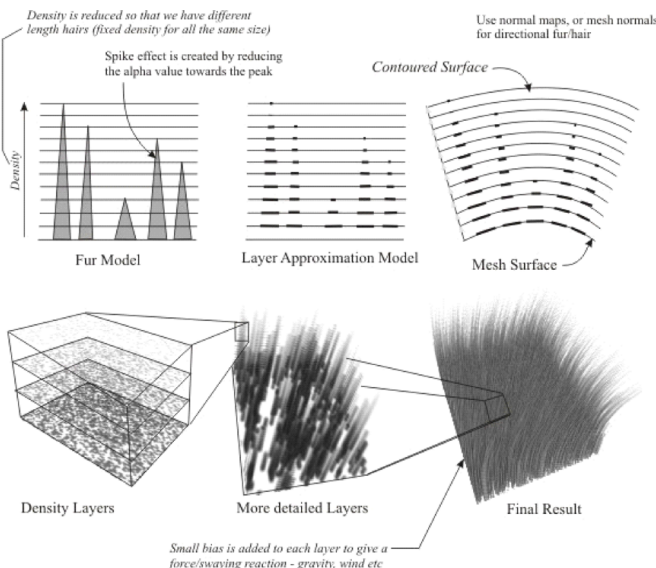 Density is reduced so that we have different
length hairs (fixed density for all the same size)
Use normal maps, or mesh normals
for directional fur/hair
Spike effect is created by reducing
the alpha value towards the peak
Contoured Surface
Density
Fur Model
Layer Approximation Model
Mesh Surface
Density Layers
More detailed Layers
Final Result
Small bias is added to each layer to give a
force/swaying reaction - gravity, wind etc